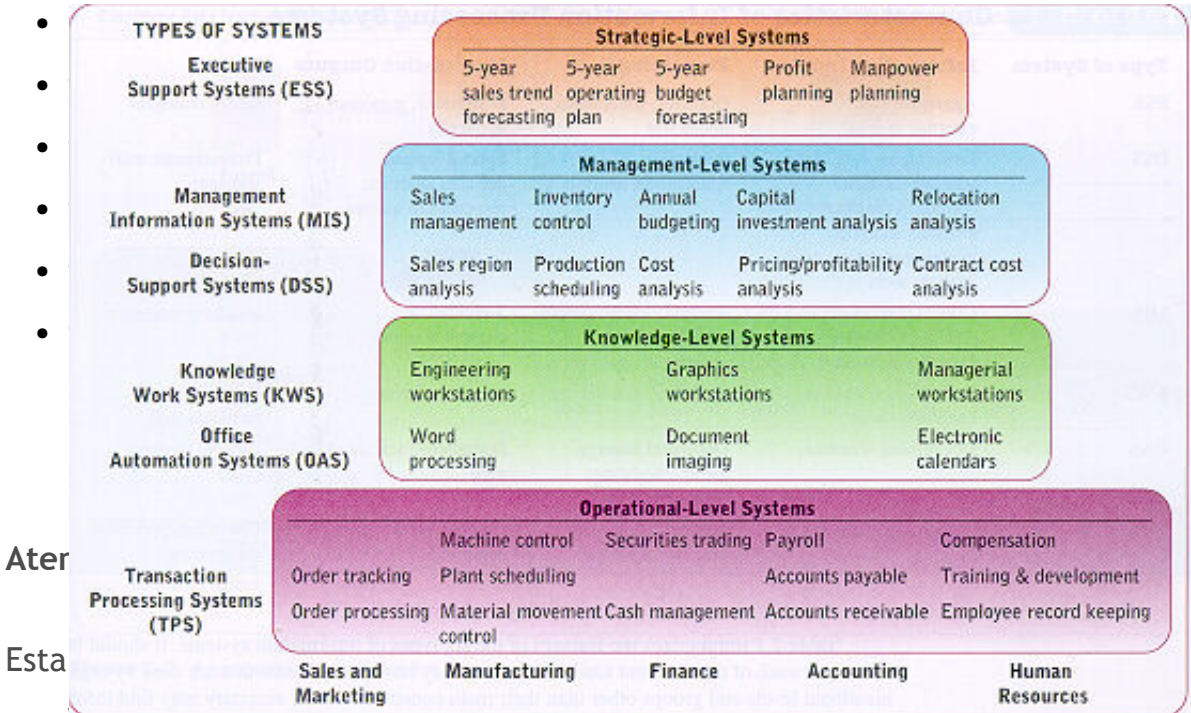 TYPES OF SYSTEMS
Executive
Support Systems (ESS)
Strategic-Level Systems
5-year 5-year 5-year Profit Manpower
sales trend operating budget planning planning
forecasting plan forecasting
Management-Level Systems
Management
Information Systems (MIS)
Sales Inventory Annual Capital Relocation
management control budgeting investment analysis analysis
Decision-
Support Systems (DSS)
Sales region Production Cost Pricing/profitability Contract cost
analysis scheduling analysis analysis analysis
Knowledge-Level Systems
Knowledge
Work Systems (KWS)
Engineering Graphics Managerial
workstations workstations workstations
Office
Automation Systems (OAS)
Word Document Electronic
processing imaging calendars
Operational-Level Systems
Transaction
Processing Systems
(TPS)
Machine control Securities trading Payroll Compensation
Order tracking Plant scheduling Accounts payable Training & development
Order processing Material movement Cash management Accounts receivable Employee record keeping
control
Sales and Manufacturing Finance Accounting Human
Marketing Resources
Ater
Esta